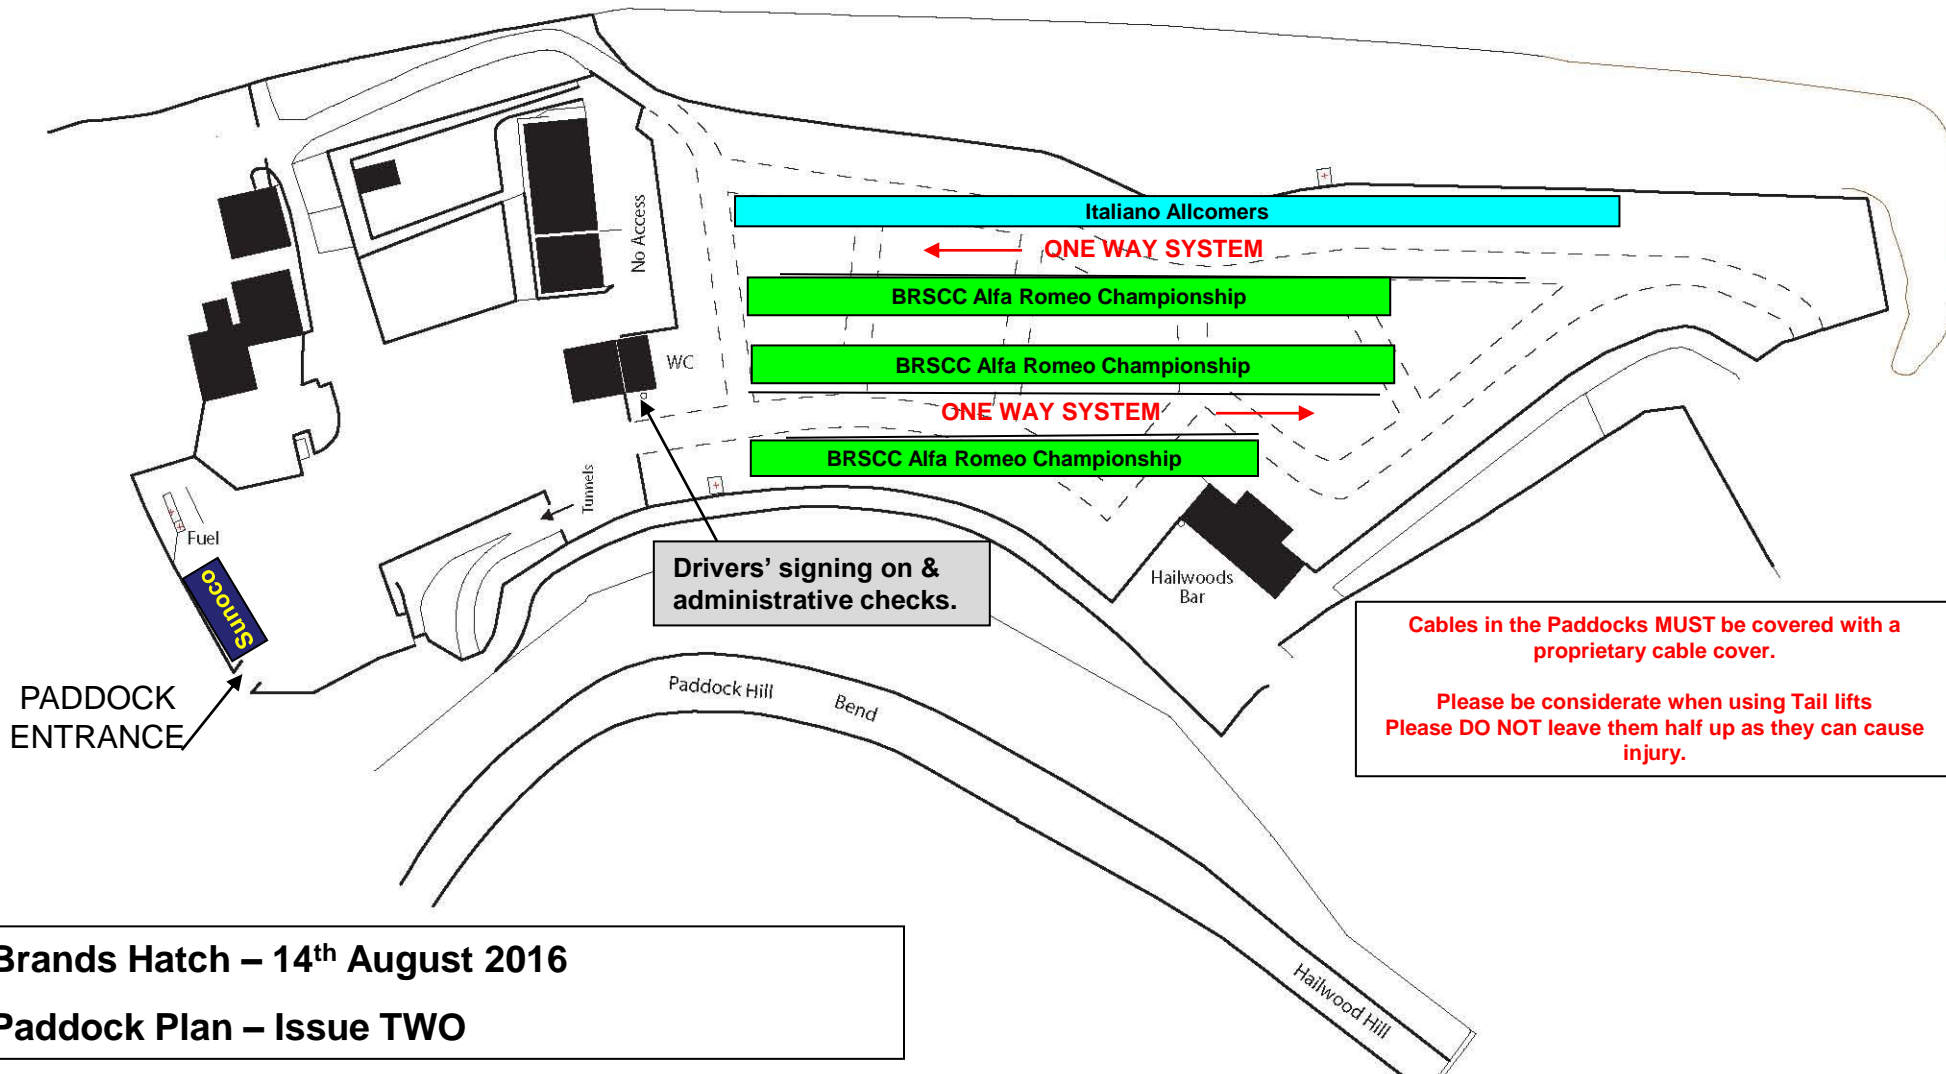 Italiano Allcomers
ONE WAY SYSTEM
No Access
BRSCC Alfa Romeo Championship
WC
BRSCC Alfa Romeo Championship
ONE WAY SYSTEM
BRSCC Alfa Romeo Championship
Tunnels
Fuel
Sunoco
Drivers’ signing on &
administrative checks.
Hailwoods
Bar
Cables in the Paddocks MUST be covered with a
proprietary cable cover.
Please be considerate when using Tail lifts
Please DO NOT leave them half up as they can cause
injury.
PADDOCK
ENTRANCE
Paddock Hill Bend
Hailwood Hill
Brands Hatch – 14th August 2016
Paddock Plan – Issue TWO